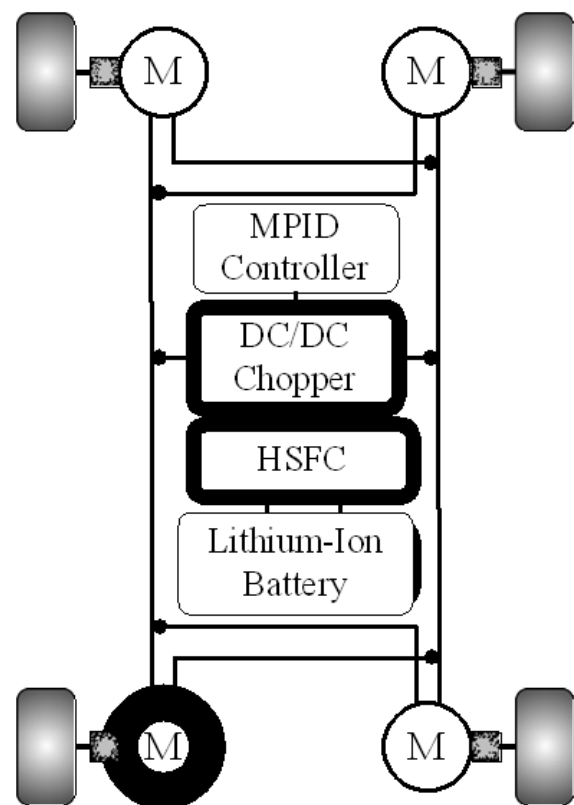 M
M
MPID
Controller
DC/DC
Chopper
HSFC
Lithium-Ion
Battery
M
M